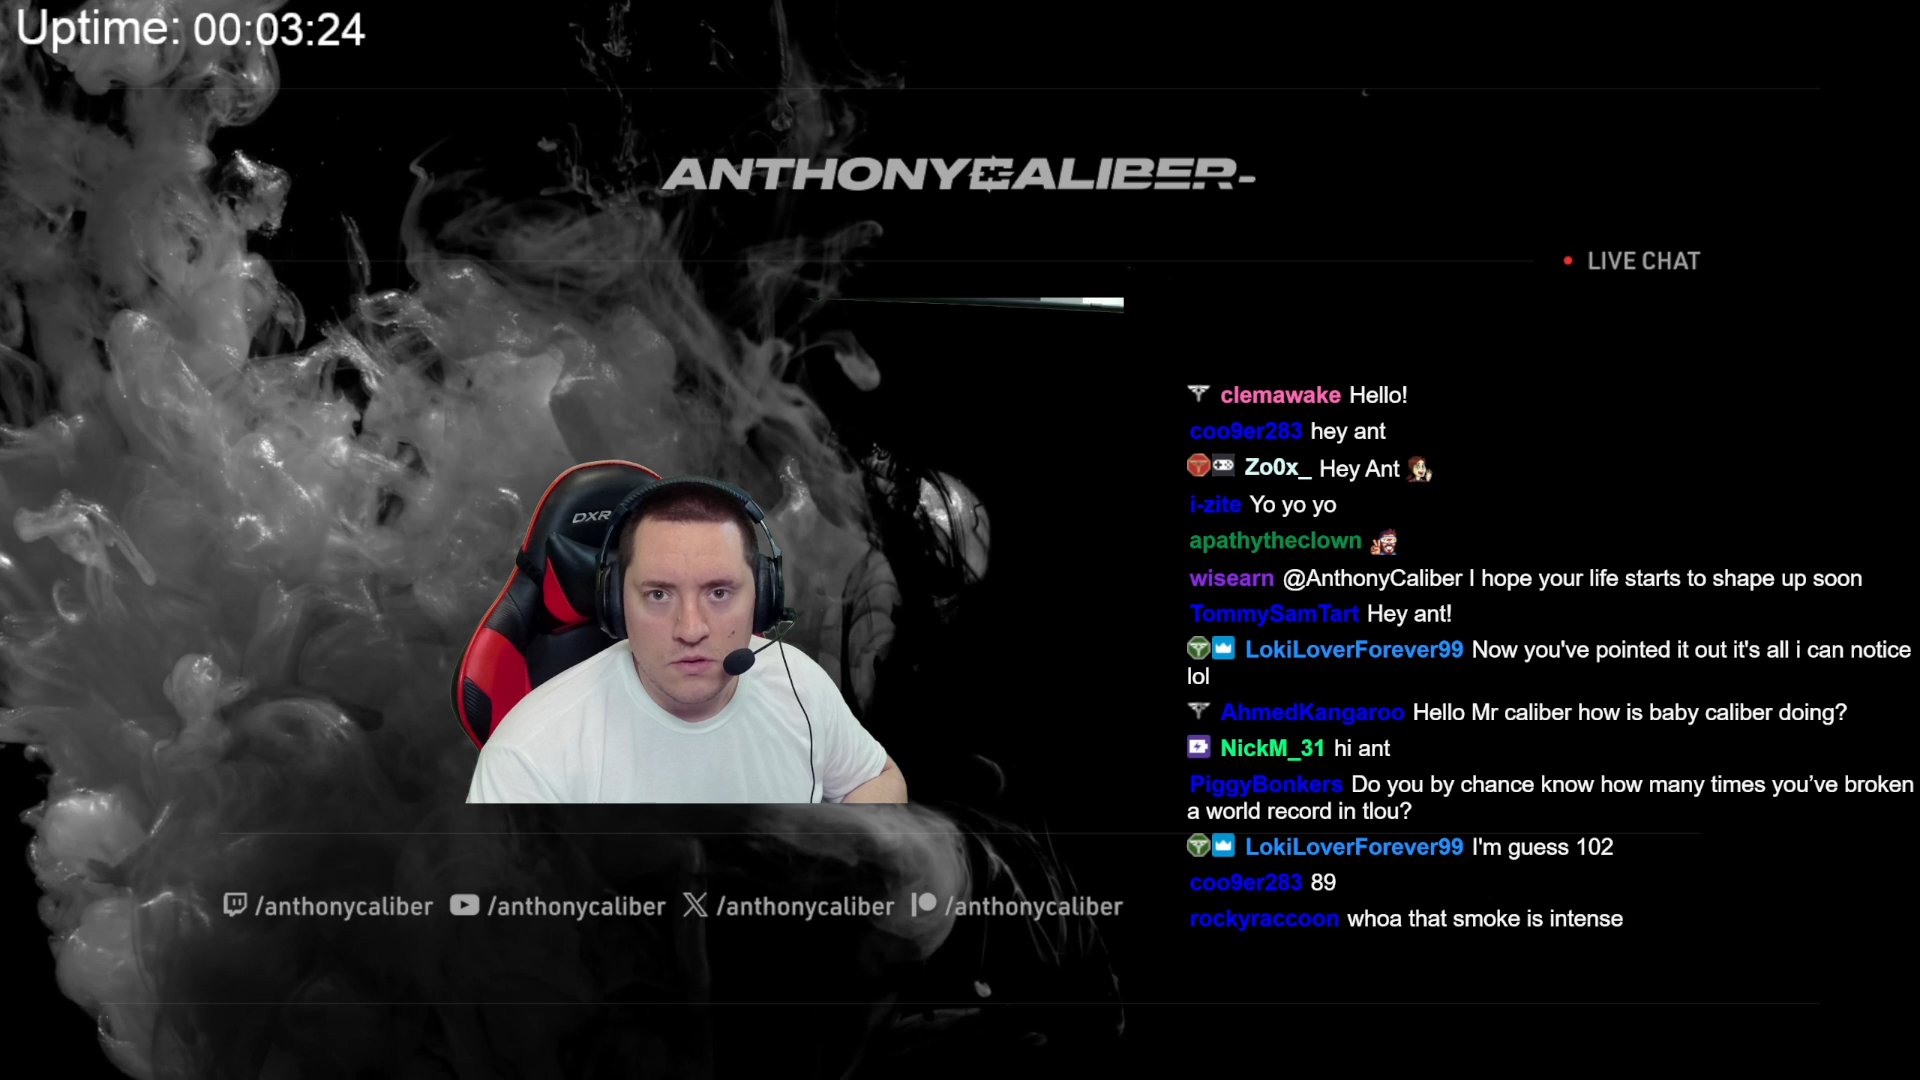 Uptime: 00:03:24
ANTHONYCALIBER-
LIVE CHAT
clemawake Hello!
coo9er283 hey ant
Zo0x_ Hey Ant
i-zite Yo yo yo
apathytheclown
wisearn @AnthonyCaliber I hope your life starts to shape up soon
TommySamTart Hey ant!
LokiLoverForever99 Now you've pointed it out it's all i can notice
lol
AhmedKangaroo Hello Mr caliber how is baby caliber doing?
NickM_31 hi ant
PiggyBonkers Do you by chance know how many times you’ve broken
a world record in tlou?
LokiLoverForever99 I'm guess 102
coo9er283 89
rockyraccoon whoa that smoke is intense
DXR
/anthonycaliber /anthonycaliber /anthonycaliber /anthonycaliber